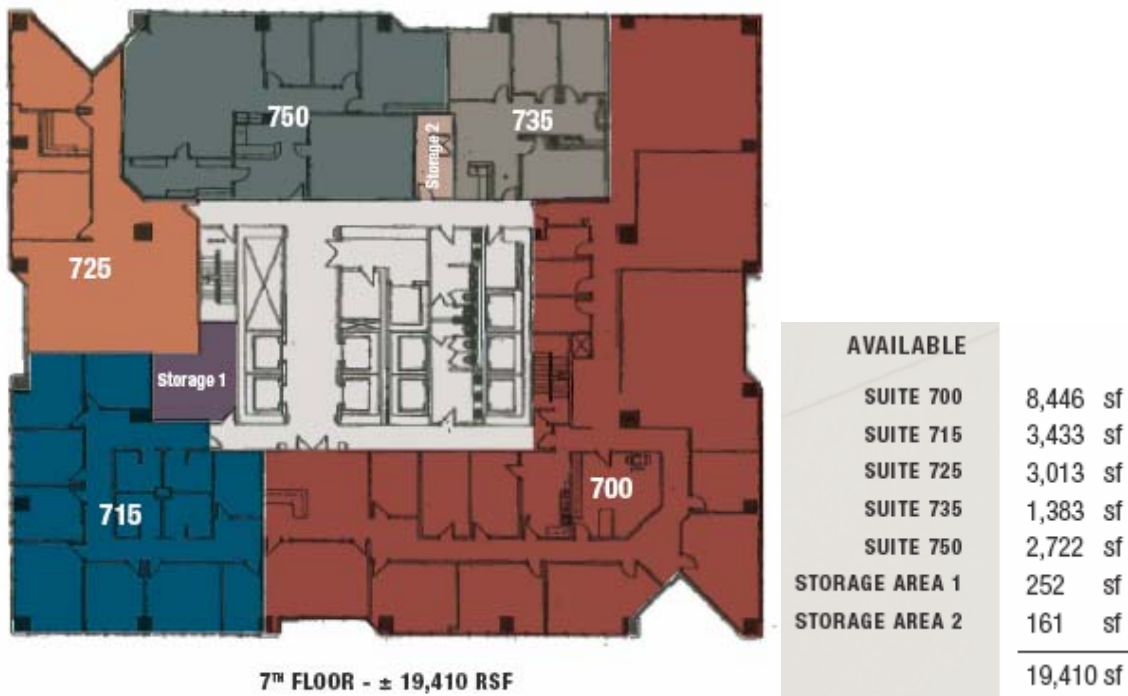 750
735
Storage 2
725
Storage 1
715
700
7TH FLOOR - ± 19,410 RSF
AVAILABLE
SUITE 700 8,446 sf
SUITE 715 3,433 sf
SUITE 725 3,013 sf
SUITE 735 1,383 sf
SUITE 750 2,722 sf
STORAGE AREA 1 252 sf
STORAGE AREA 2 161 sf
19,410 sf